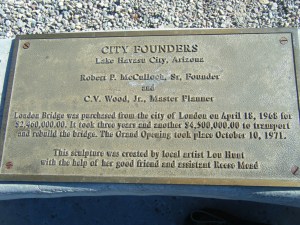 CITY FOUNDERS
Lake Havasu City, Arizona
Robert P. McCulloch, Sr. Founder
and
C.V. Wood, Jr., Master Planner
London Bridge was purchased from the city of London on April 18, 1968 for
$2,460,000.00. It took three years and another $4,500,000.00 to transport
and rebuild the bridge. The Grand Opening took place October 10, 1971.
This sculpture was created by local artist Lou Hunt
with the help of her good friend and assistant Reese Mend